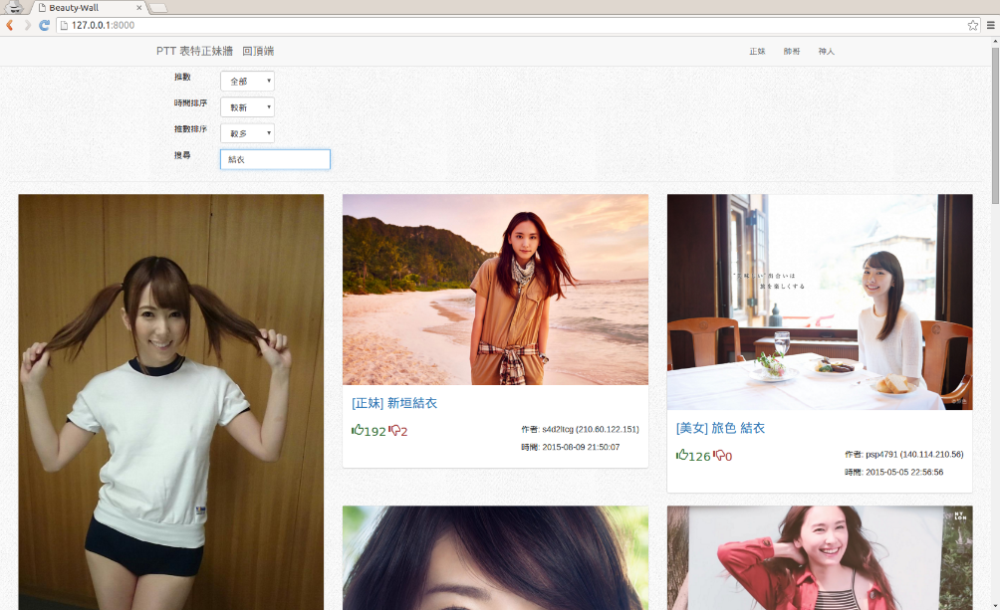 Beauty-Wall
127.0.0.1:8000
PTT 表特正妹牆 回頂端 正妹 帥哥 神人
推數 全部
時間排序 較新
推數排序 較多
搜尋 結衣
"美味しい"出合いは
旅を楽しくする
[正妹] 新垣結衣
192 2
作者: s4d2ltcg (210.60.122.151)
時間: 2015-08-09 21:50:07
[美女] 旅色 結衣
126 0
作者: psp4791 (140.114.210.56)
時間: 2015-05-05 22:56:56
NY
LON